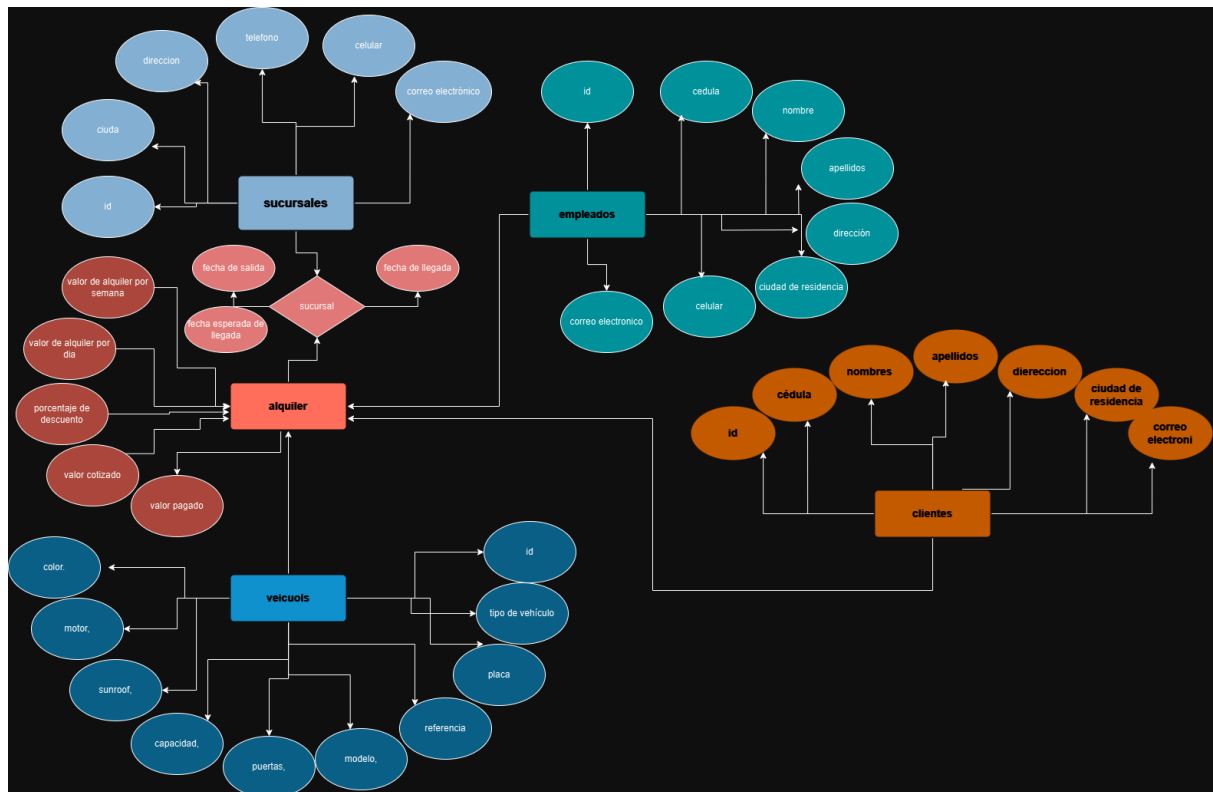 telefono
celular
direccion
correo electrónico
ciuda
id
sucursales
id
cedula
nombre
apellidos
empleados
dirección
ciudad de residencia
celular
correo electronico
fecha de salida
fecha de llegada
sucursal
fecha esperada de
llegada
valor de alquiler por
semana
valor de alquiler por
dia
porcentaje de
descuento
valor cotizado
valor pagado
alquiler
apellidos
nombres
diereccion
cédula
ciudad de
residencia
id
correo
electroni
clientes
color.
motor,
sunroof,
capacidad,
puertas,
modelo,
referencia
placa
tipo de vehículo
id
veicuols